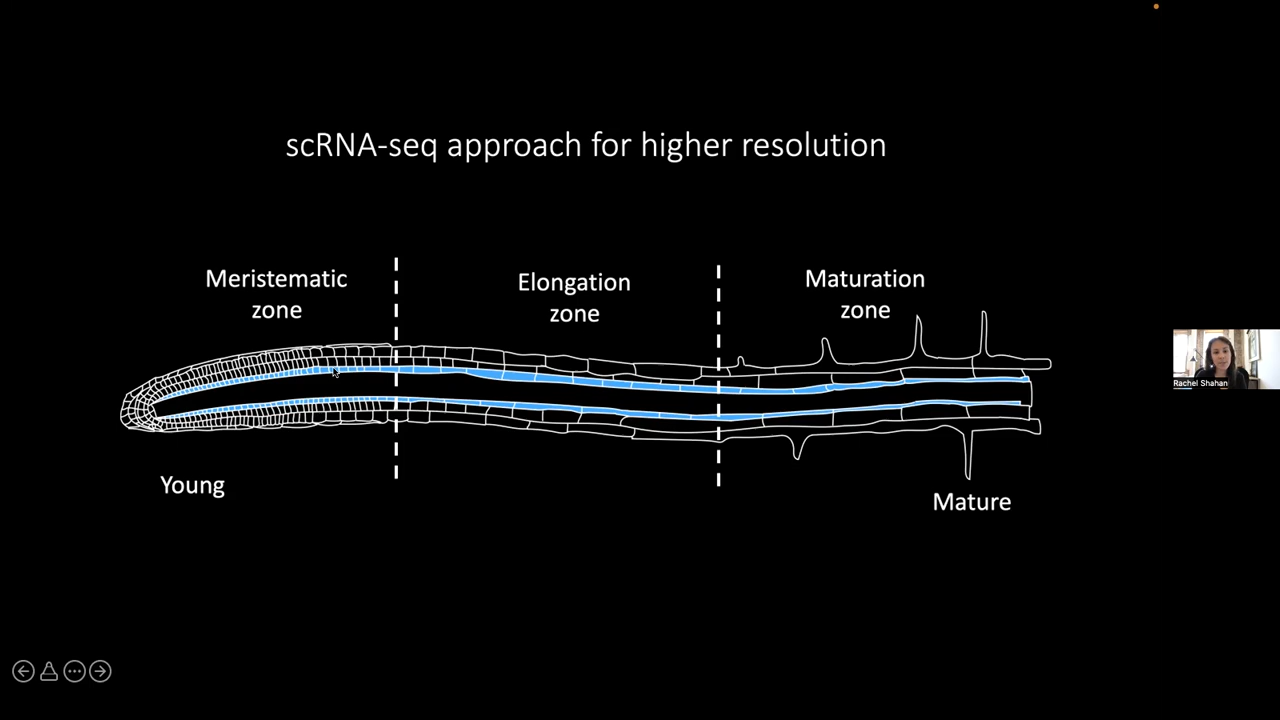 scRNA-seq approach for higher resolution
Meristematic
zone
Elongation
zone
Maturation
zone
Young
Mature
Rachel Shahan